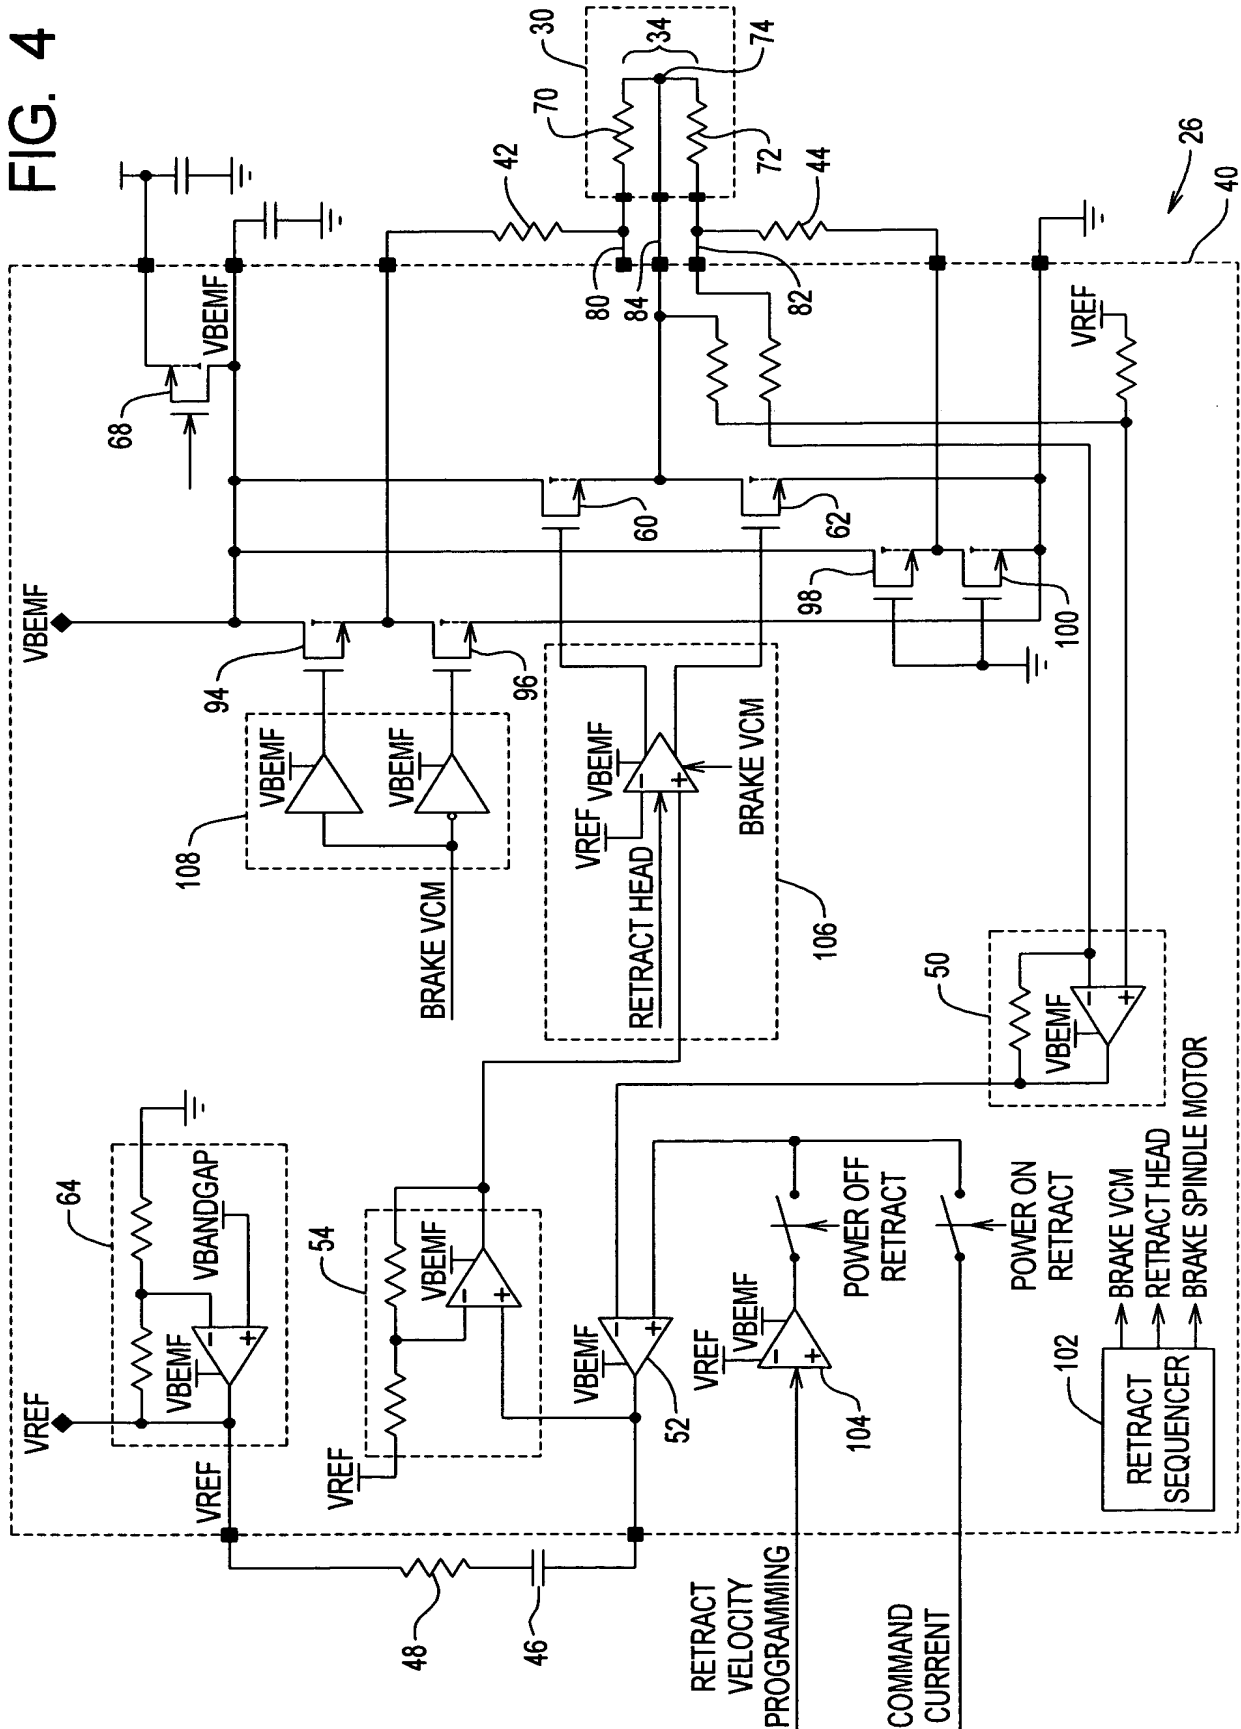 FIG. 4
VREF
VREF
64
VBEMF
VBANDGAP
-
+
48
46
VREF
54
VBEMF
-
+
VBEMF
-
+
52
RETRACT
VELOCITY
PROGRAMMING
VREF
VBEMF
-
+
104
POWER OFF
RETRACT
COMMAND
CURRENT
POWER ON
RETRACT
102
RETRACT
SEQUENCER
BRAKE VCM
RETRACT HEAD
BRAKE SPINDLE MOTOR
50
VBEMF
-
+
108
VBEMF
VBEMF
BRAKE VCM
VBEMF
94
96
VREF
VBEMF
-
+
RETRACT HEAD
BRAKE VCM
106
60
62
98
100
68
VBEMF
VREF
80
84
82
42
44
70
72
30
34
74
26
40